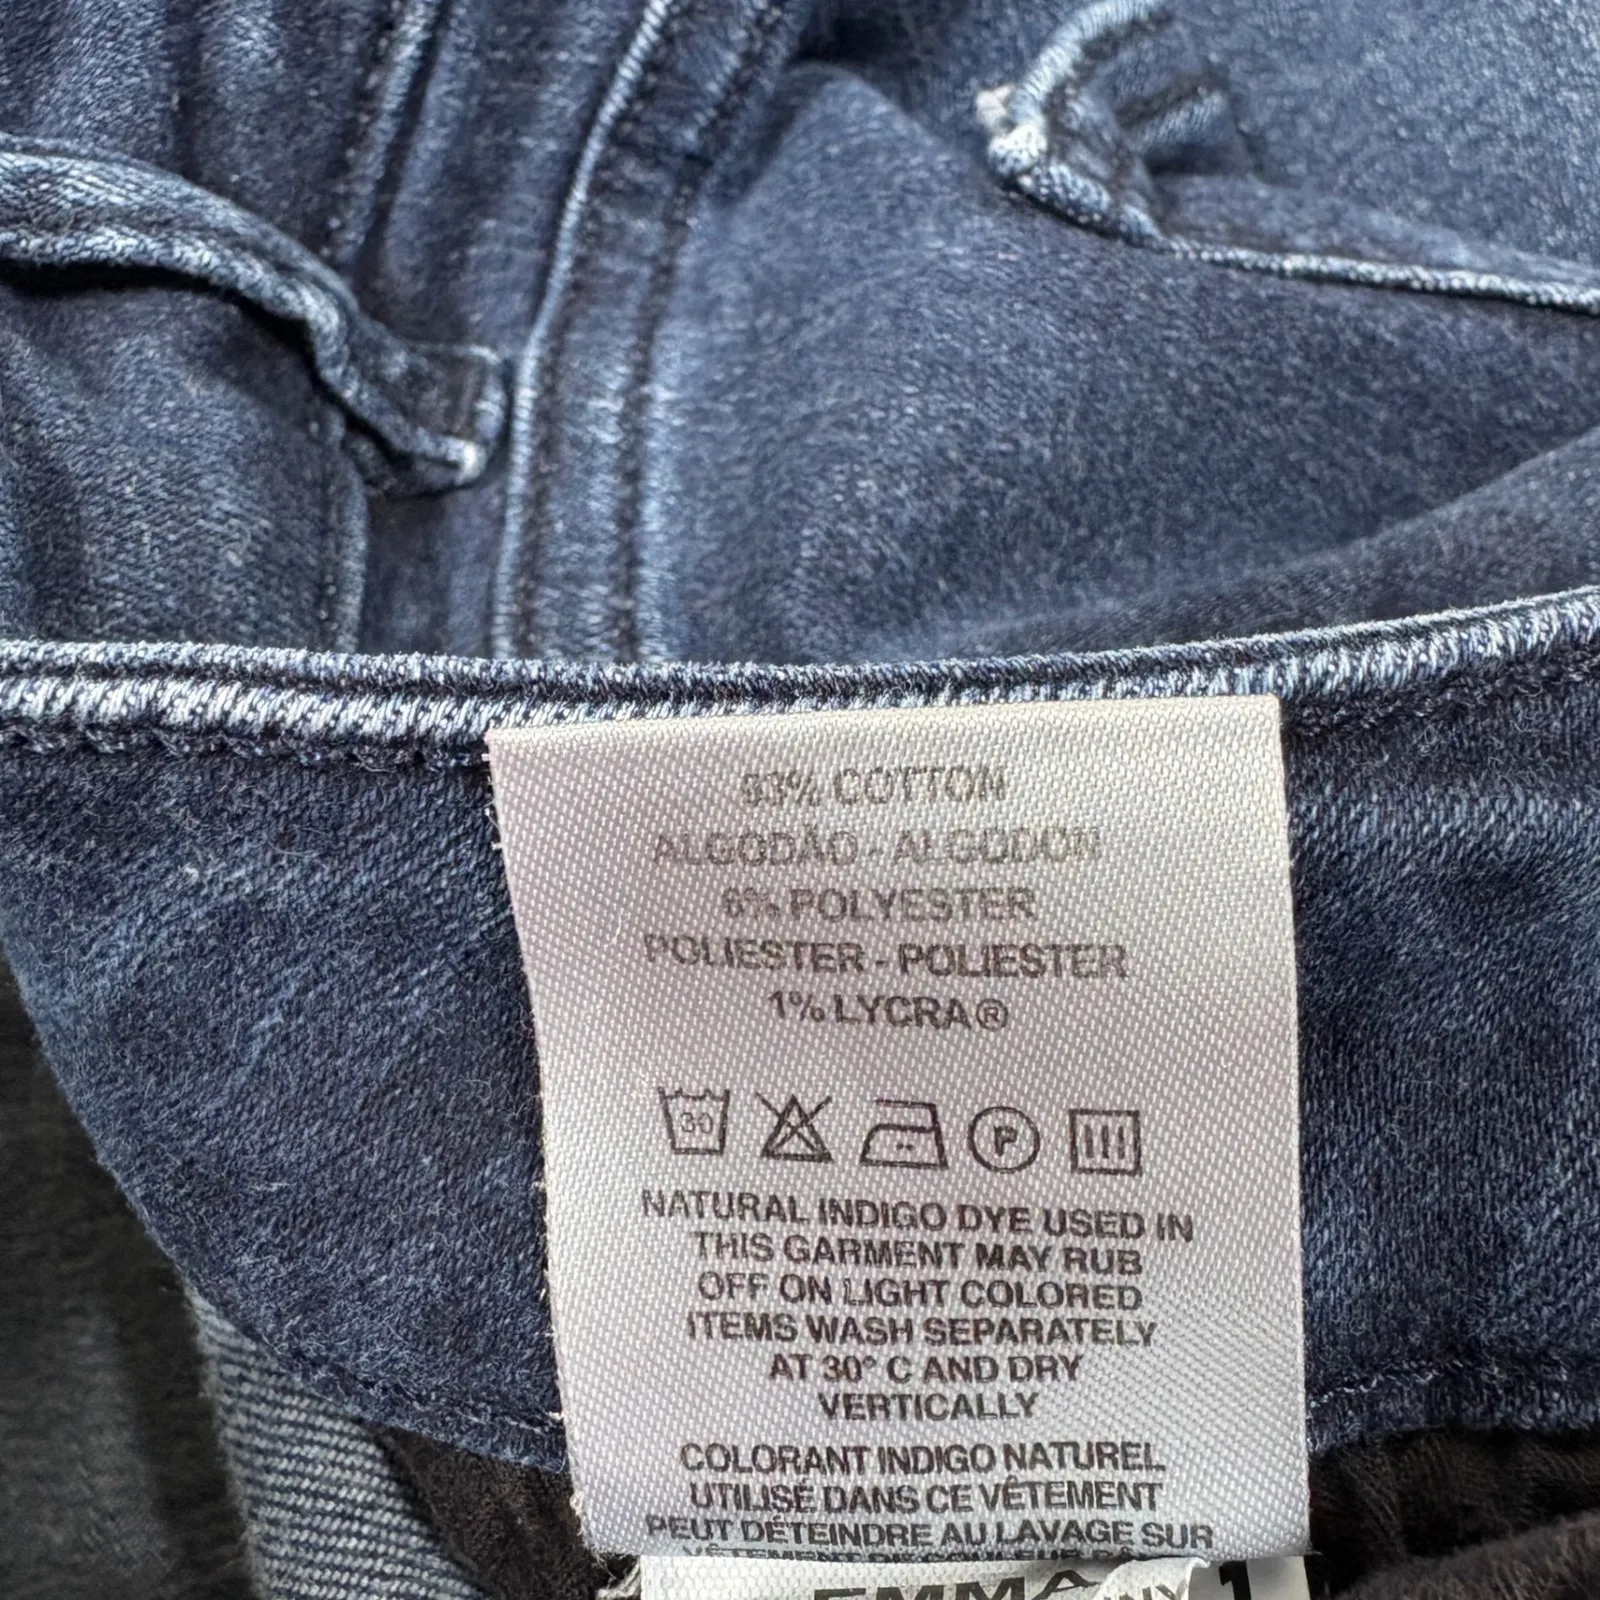 93% COTTON
ALGODÃO - ALGODON
6% POLYESTER
POLIESTER - POLIESTER
1% LYCRA®
30 P
NATURAL INDIGO DYE USED IN
THIS GARMENT MAY RUB
OFF ON LIGHT COLORED
ITEMS WASH SEPARATELY
AT 30° C AND DRY
VERTICALLY
COLORANT INDIGO NATUREL
UTILISÉ DANS CE VÊTEMENT
PEUT DÉTEINDRE AU LAVAGE SUR
EMMA